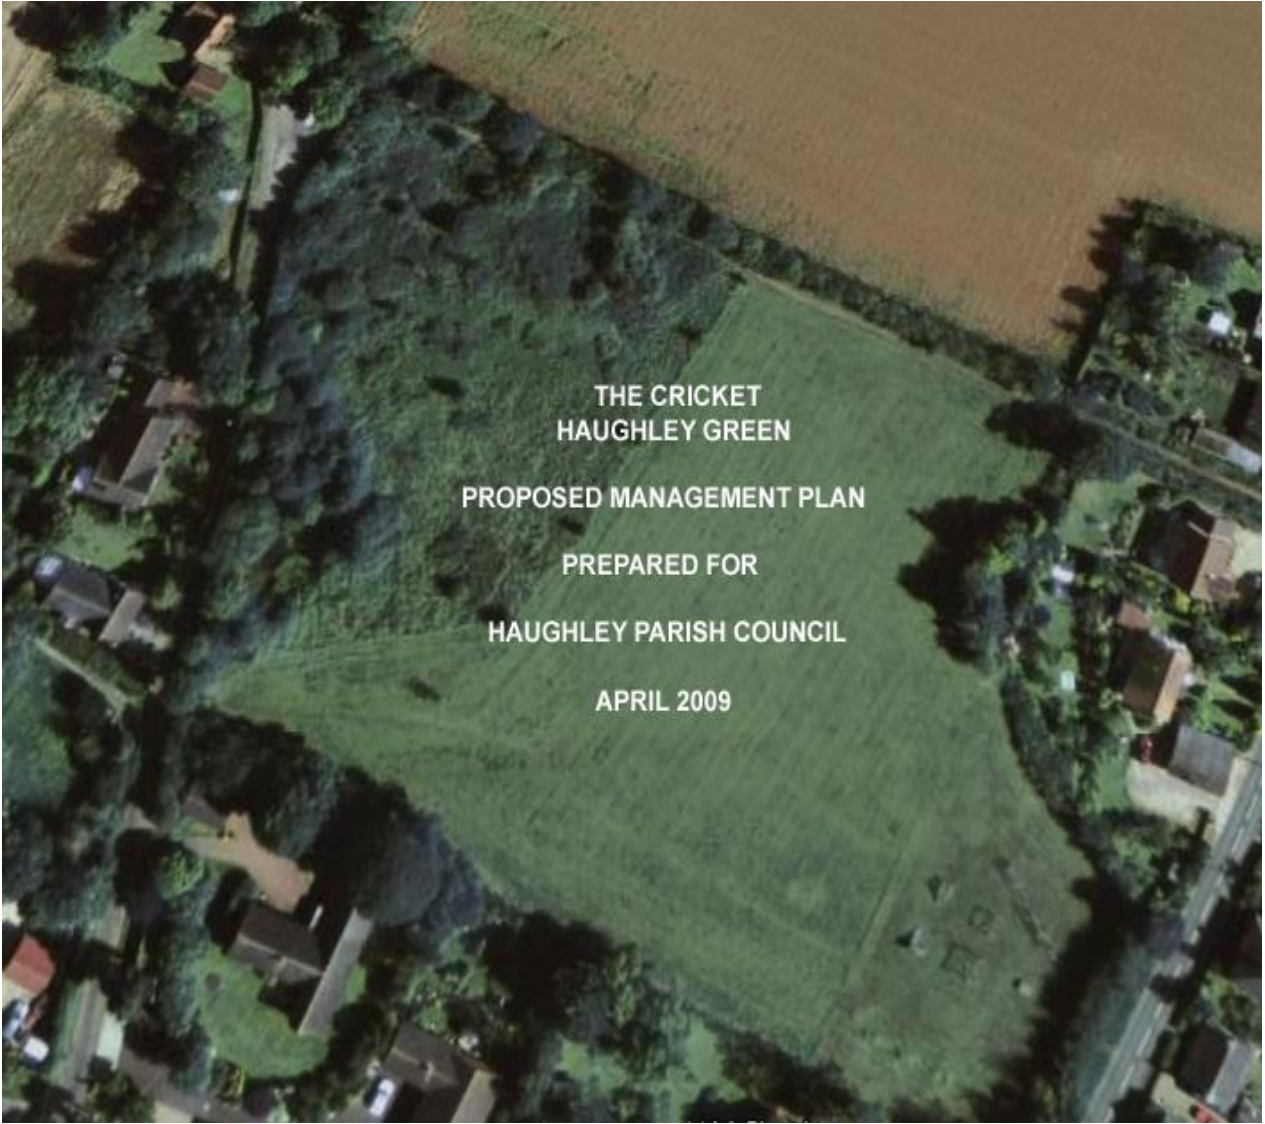 THE CRICKET
HAUGHLEY GREEN
PROPOSED MANAGEMENT PLAN
PREPARED FOR
HAUGHLEY PARISH COUNCIL
APRIL 2009